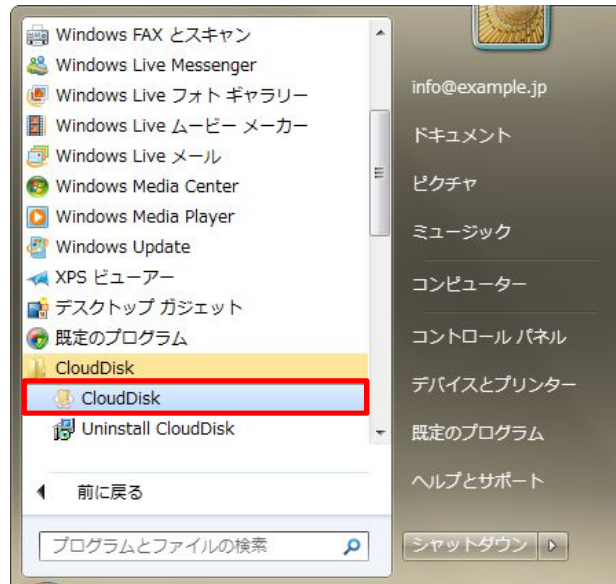 Windows FAX とスキャン
Windows Live Messenger
Windows Live フォト ギャラリー
Windows Live ムービー メーカー
Windows Live メール
Windows Media Center
Windows Media Player
Windows Update
XPS ビューアー
デスクトップ ガジェット
既定のプログラム
CloudDisk
CloudDisk
Uninstall CloudDisk
前に戻る
プログラムとファイルの検索
info@example.jp
ドキュメント
ピクチャ
ミュージック
コンピューター
コントロール パネル
デバイスとプリンター
既定のプログラム
ヘルプとサポート
シャットダウン